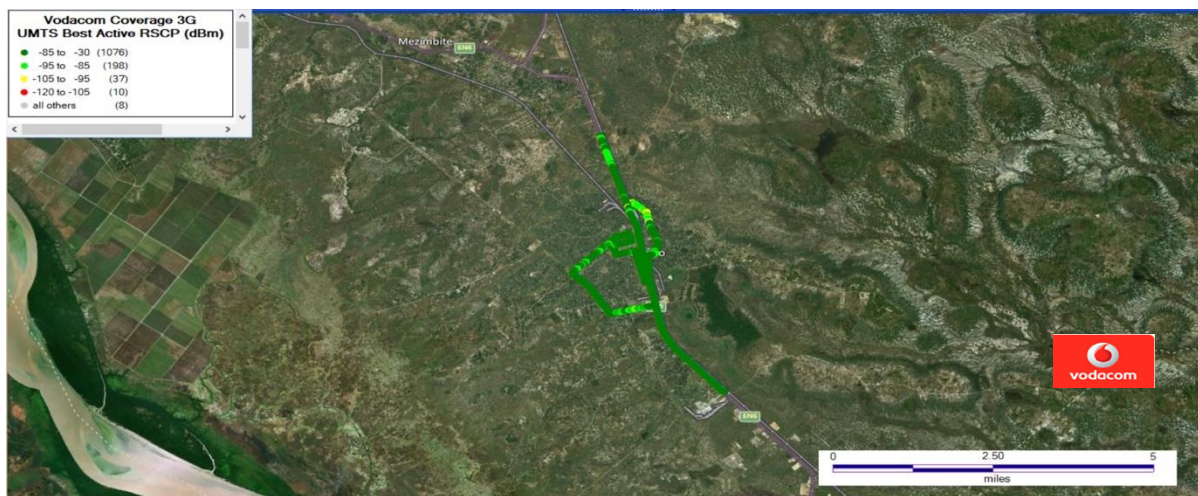 Vodacom Coverage 3G
UMTS Best Active RSCP (dBm)
-85 to -30 (1076)
-95 to -85 (198)
-105 to -95 (37)
-120 to -105 (10)
all others (8)
Mezimbite
EN6
EN6
vodacom
0 2.50 5
miles